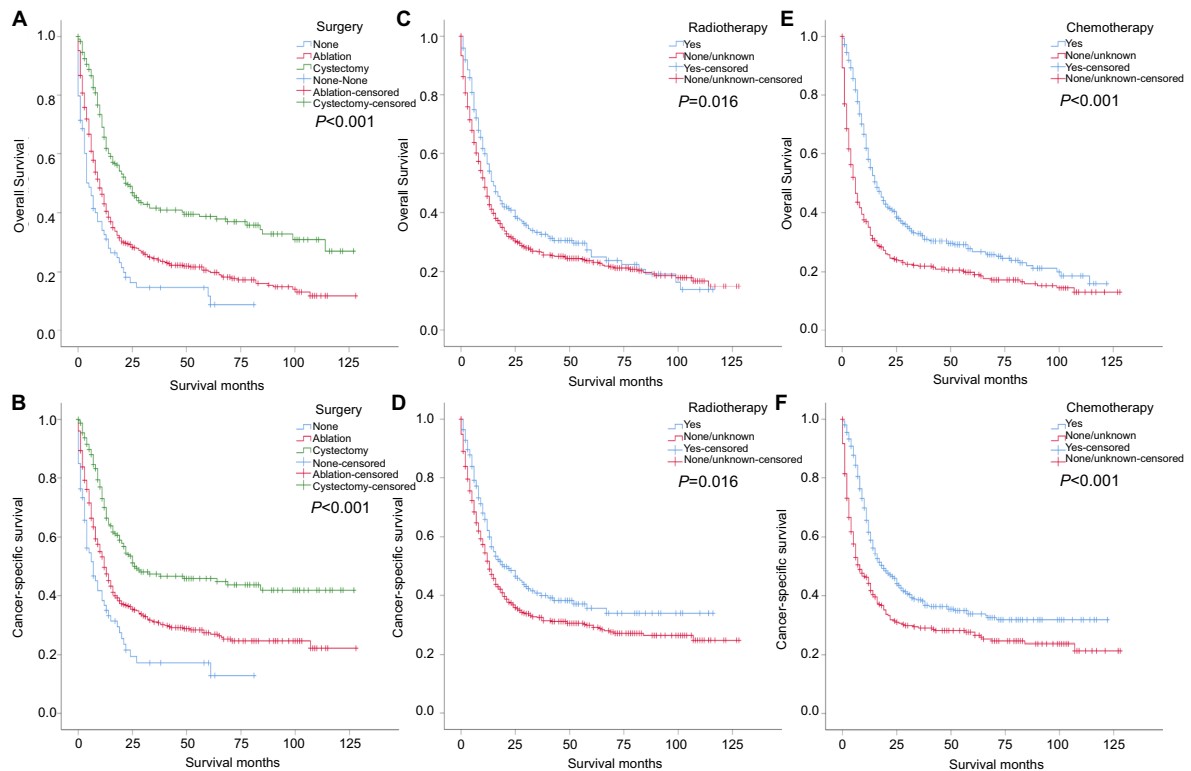 A
Surgery
None
Ablation
Cystectomy
None-None
Ablation-censored
Cystectomy-censored
P<0.001
Overall Survival
1.0
0.8
0.6
0.4
0.2
0.0
0 25 50 75 100 125
Survival months
C
Radiotherapy
Yes
None/unknown
Yes-censored
None/unknown-censored
P=0.016
Overall Survival
1.0
0.8
0.6
0.4
0.2
0.0
0 25 50 75 100 125
Survival months
E
Chemotherapy
Yes
None/unknown
Yes-censored
None/unknown-censored
P<0.001
Overall Survival
1.0
0.8
0.6
0.4
0.2
0.0
0 25 50 75 100 125
Survival months
B
Surgery
None
Ablation
Cystectomy
None-censored
Ablation-censored
Cystectomy-censored
P<0.001
Cancer-specific survival
1.0
0.8
0.6
0.4
0.2
0.0
0 25 50 75 100 125
Survival months
D
Radiotherapy
Yes
None/unknown
Yes-censored
None/unknown-censored
P=0.016
Cancer-specific survival
1.0
0.8
0.6
0.4
0.2
0.0
0 25 50 75 100 125
Survival months
F
Chemotherapy
Yes
None/unknown
Yes-censored
None/unknown-censored
P<0.001
Cancer-specific survival
1.0
0.8
0.6
0.4
0.2
0.0
0 25 50 75 100 125
Survival months